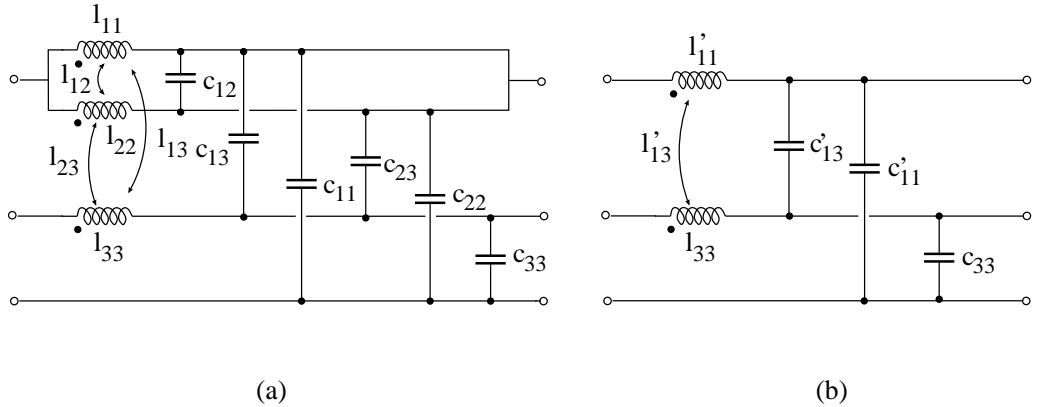 l₁₁
l₁₂
c₁₂
l₂₂
l₂₃
l₁₃
c₁₃
c₁₁
c₂₃
c₂₂
l₃₃
c₃₃
(a)
l'₁₁
l'₁₃
c'₁₃
c'₁₁
l₃₃
c₃₃
(b)